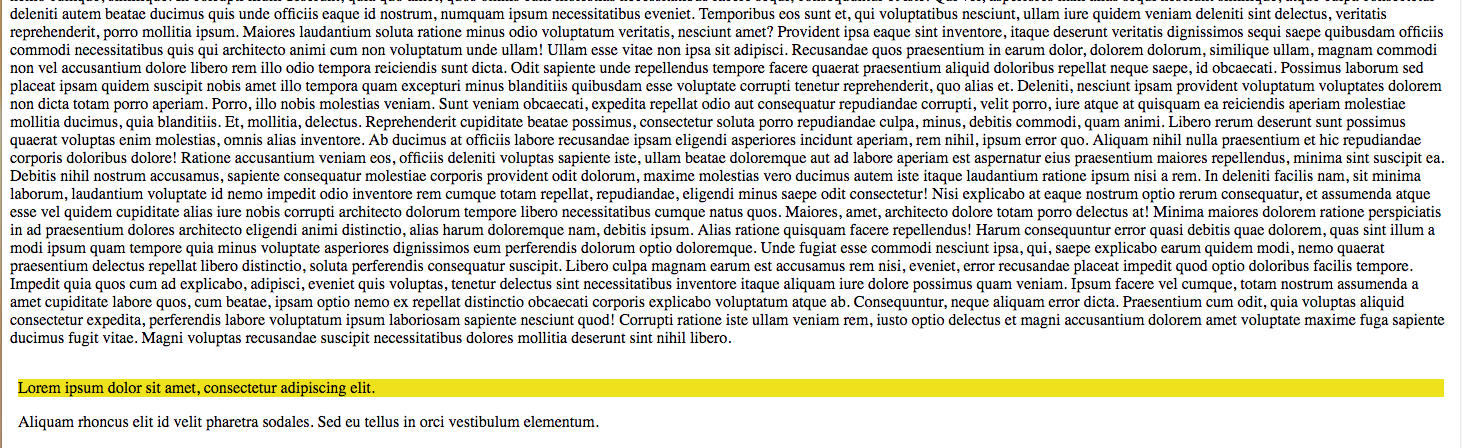 deleniti autem beatae ducimus quis unde officiis eaque id nostrum, numquam ipsum necessitatibus eveniet. Temporibus eos sunt et, qui voluptatibus nesciunt, ullam iure quidem veniam deleniti sint delectus, veritatis
reprehenderit, porro mollitia ipsum. Maiores laudantium soluta ratione minus odio voluptatum veritatis, nesciunt amet? Provident ipsa eaque sint inventore, itaque deserunt veritatis dignissimos sequi saepe quibusdam officiis
commodi necessitatibus quis qui architecto animi cum non voluptatum unde ullam! Ullam esse vitae non ipsa sit adipisci. Recusandae quos praesentium in earum dolor, dolorem dolorum, similique ullam, magnam commodi
non vel accusantium dolore libero rem illo odio tempora reiciendis sunt dicta. Odit sapiente unde repellendus tempore facere quaerat praesentium aliquid doloribus repellat neque saepe, id obcaecati. Possimus laborum sed
placeat ipsam quidem suscipit nobis amet illo tempora quam excepturi minus blanditiis quibusdam esse voluptate corrupti tenetur reprehenderit, quo alias et. Deleniti, nesciunt ipsam provident voluptatum voluptates dolorem
non dicta totam porro aperiam. Porro, illo nobis molestias veniam. Sunt veniam obcaecati, expedita repellat odio aut consequatur repudiandae corrupti, velit porro, iure atque at quisquam ea reiciendis aperiam molestiae
mollitia ducimus, quia blanditiis. Et, mollitia, delectus. Reprehenderit cupiditate beatae possimus, consectetur soluta porro repudiandae culpa, minus, debitis commodi, quam animi. Libero rerum deserunt sunt possimus
quaerat voluptas enim molestias, omnis alias inventore. Ab ducimus at officiis labore recusandae ipsam eligendi asperiores incidunt aperiam, rem nihil, ipsum error quo. Aliquam nihil nulla praesentium et hic repudiandae
corporis doloribus dolore! Ratione accusantium veniam eos, officiis deleniti voluptas sapiente iste, ullam beatae doloremque aut ad labore aperiam est aspernatur eius praesentium maiores repellendus, minima sint suscipit ea.
Debitis nihil nostrum accusamus, sapiente consequatur molestiae corporis provident odit dolorum, maxime molestias vero ducimus autem iste itaque laudantium ratione ipsum nisi a rem. In deleniti facilis nam, sit minima
laborum, laudantium voluptate id nemo impedit odio inventore rem cumque totam repellat, repudiandae, eligendi minus saepe odit consectetur! Nisi explicabo at eaque nostrum optio rerum consequatur, et assumenda atque
esse vel quidem cupiditate alias iure nobis corrupti architecto dolorum tempore libero necessitatibus cumque natus quos. Maiores, amet, architecto dolore totam porro delectus at! Minima maiores dolorem ratione perspiciatis
in ad praesentium dolores architecto eligendi animi distinctio, alias harum doloremque nam, debitis ipsum. Alias ratione quisquam facere repellendus! Harum consequuntur error quasi debitis quae dolorem, quas sint illum a
modi ipsum quam tempore quia minus voluptate asperiores dignissimos eum perferendis dolorum optio doloremque. Unde fugiat esse commodi nesciunt ipsa, qui, saepe explicabo earum quidem modi, nemo quaerat
praesentium delectus repellat libero distinctio, soluta perferendis consequatur suscipit. Libero culpa magnam earum est accusamus rem nisi, eveniet, error recusandae placeat impedit quod optio doloribus facilis tempore.
Impedit quia quos cum ad explicabo, adipisci, eveniet quis voluptas, tenetur delectus sint necessitatibus inventore itaque aliquam iure dolore possimus quam veniam. Ipsum facere vel cumque, totam nostrum assumenda a
amet cupiditate labore quos, cum beatae, ipsam optio nemo ex repellat distinctio obcaecati corporis explicabo voluptatum atque ab. Consequuntur, neque aliquam error dicta. Praesentium cum odit, quia voluptas aliquid
consectetur expedita, perferendis labore voluptatum ipsum laboriosam sapiente nesciunt quod! Corrupti ratione iste ullam veniam rem, iusto optio delectus et magni accusantium dolorem amet voluptate maxime fuga sapiente
ducimus fugit vitae. Magni voluptas recusandae suscipit necessitatibus dolores mollitia deserunt sint nihil libero.
Lorem ipsum dolor sit amet, consectetur adipiscing elit.
Aliquam rhoncus elit id velit pharetra sodales. Sed eu tellus in orci vestibulum elementum.